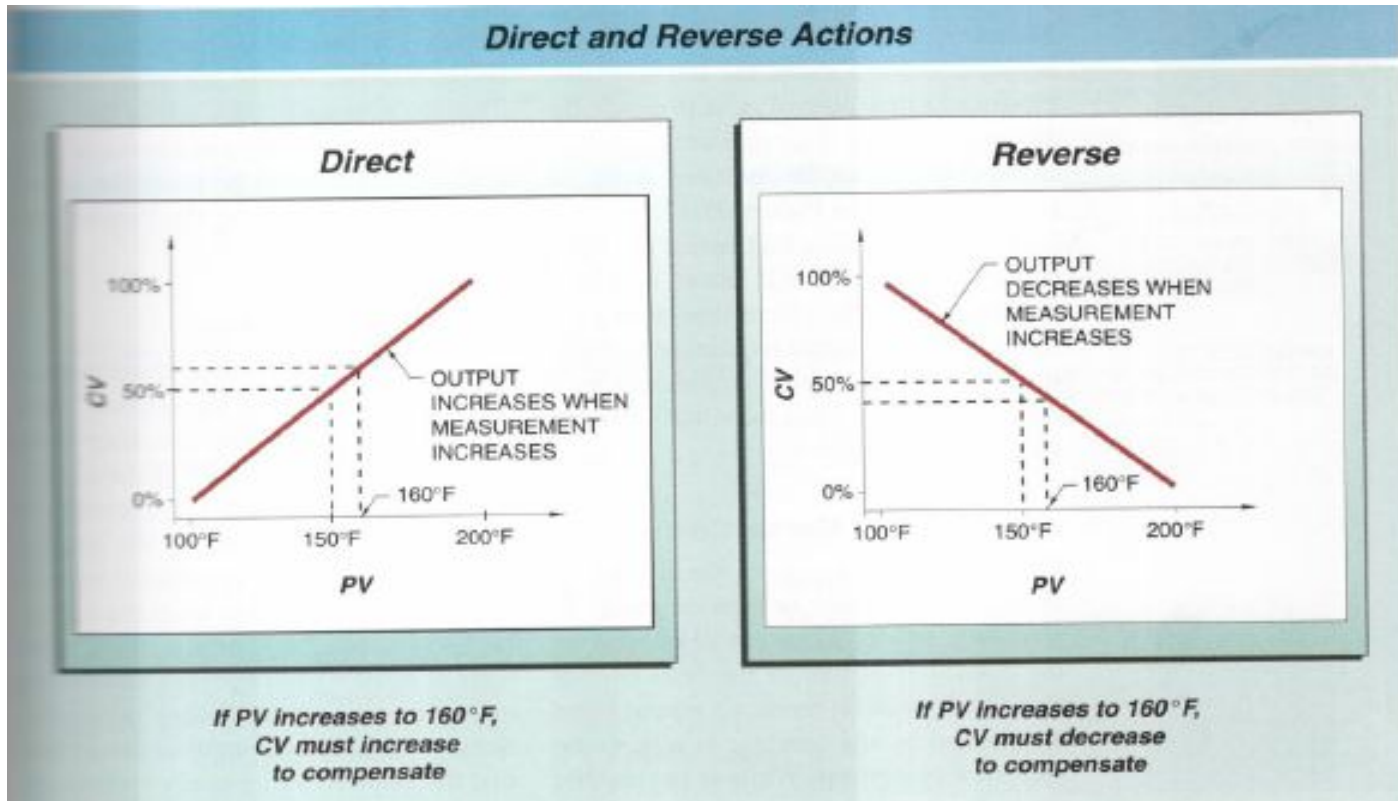 Direct and Reverse Actions
Direct
100%
50%
0%
CV
OUTPUT
INCREASES WHEN
MEASUREMENT
INCREASES
160°F
100°F
150°F
200°F
PV
If PV increases to 160°F,
CV must increase
to compensate
Reverse
100%
50%
0%
CV
OUTPUT
DECREASES WHEN
MEASUREMENT
INCREASES
160°F
100°F
150°F
200°F
PV
If PV increases to 160°F,
CV must decrease
to compensate